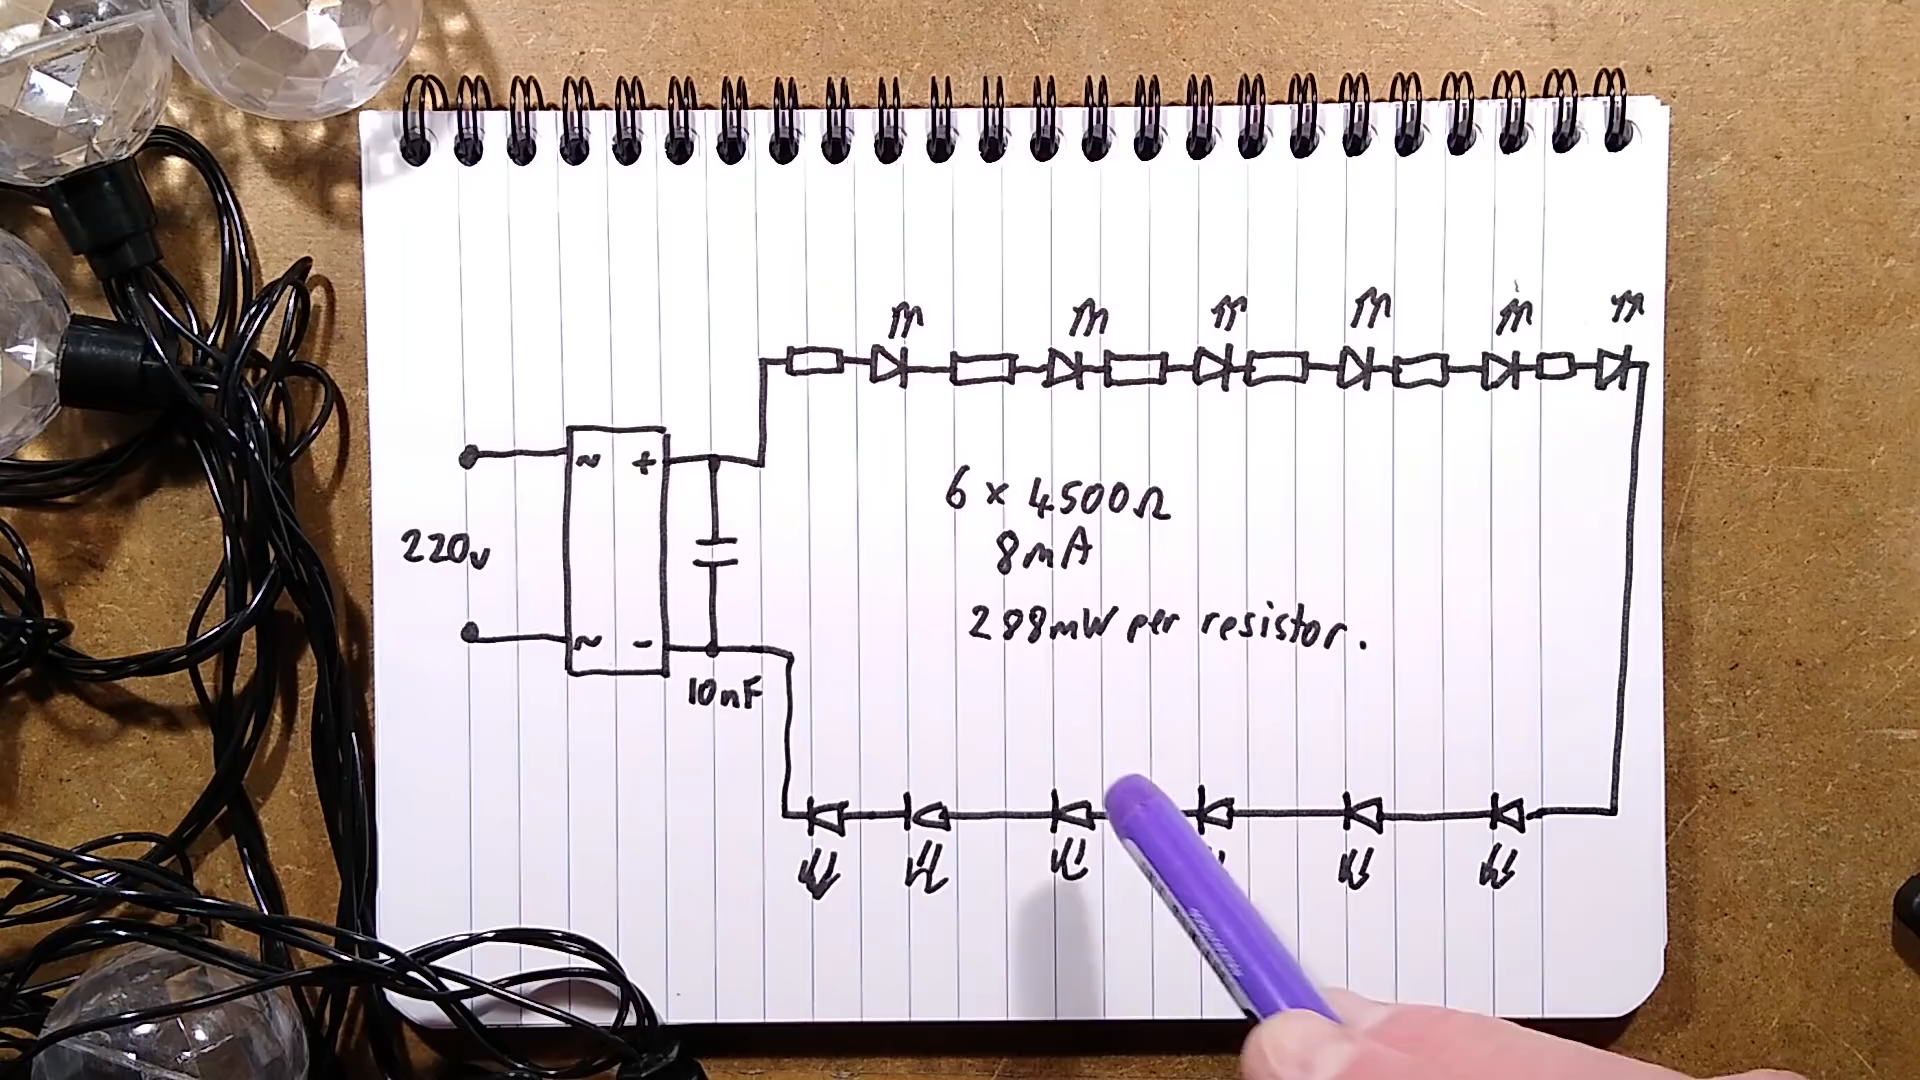 ~ +
220v
~ -
10nF
6 x 4500Ω
8mA
288mW per resistor.